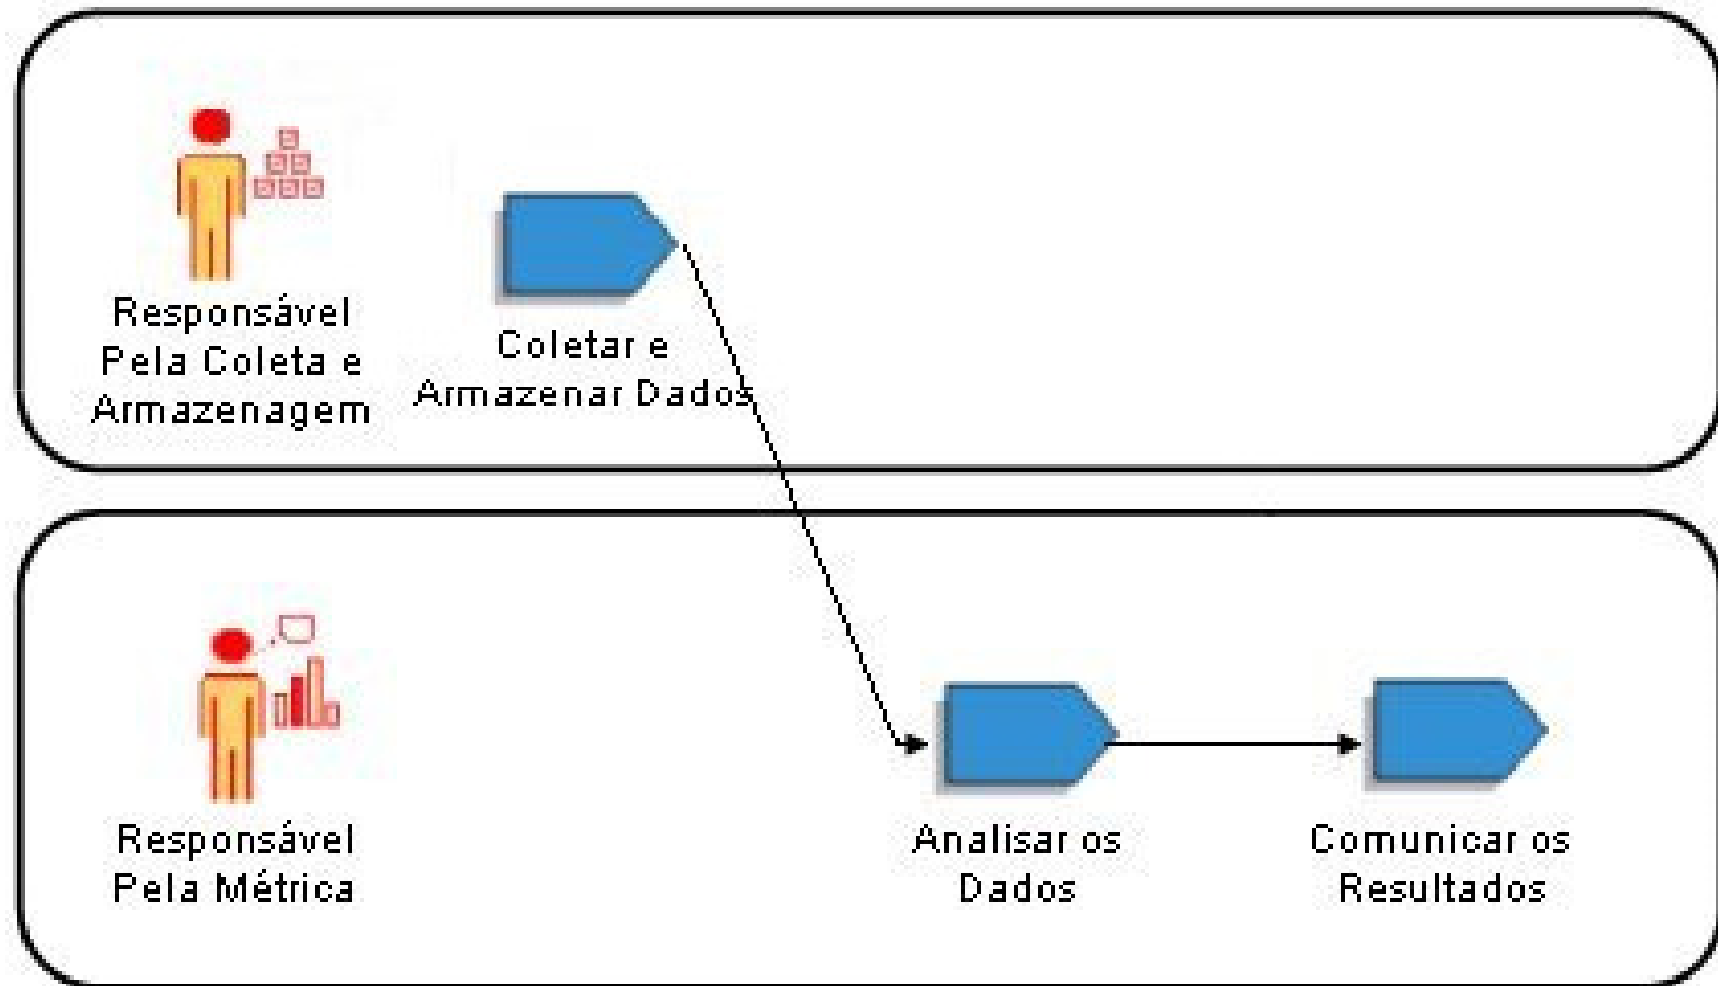 Responsável
Pela Coleta e
Armazenagem
Coletar e
Armazenar Dados
Responsável
Pela Métrica
Analisar os
Dados
Comunicar os
Resultados